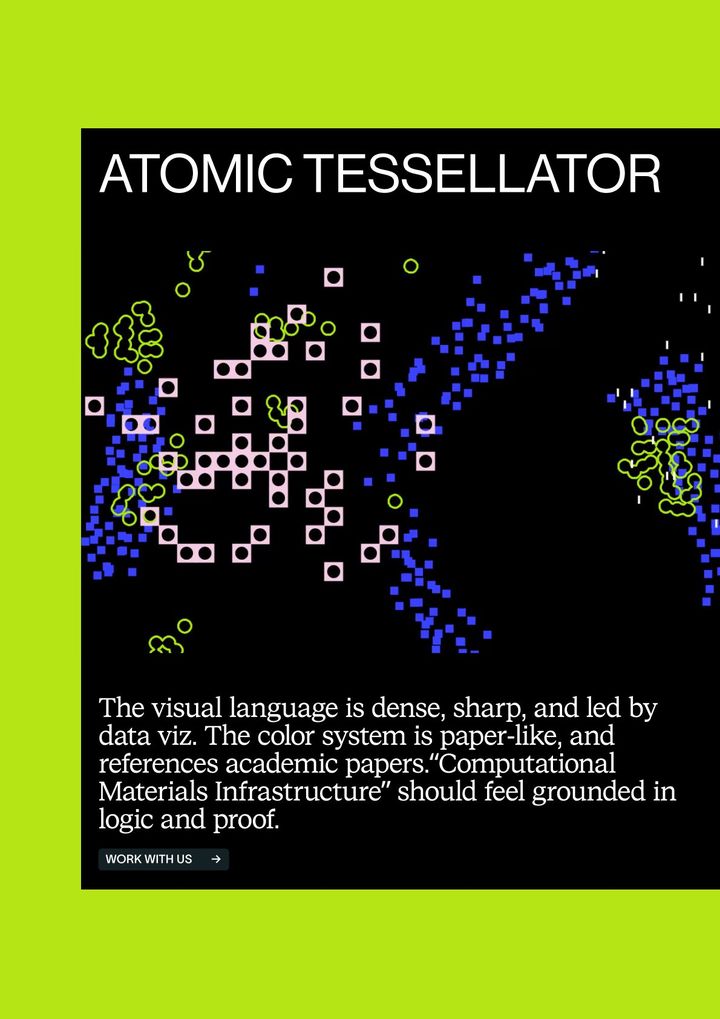 ATOMIC TESSELLATOR
The visual language is dense, sharp, and led by
data viz. The color system is paper-like, and
references academic papers.“Computational
Materials Infrastructure” should feel grounded in
logic and proof.
WORK WITH US →